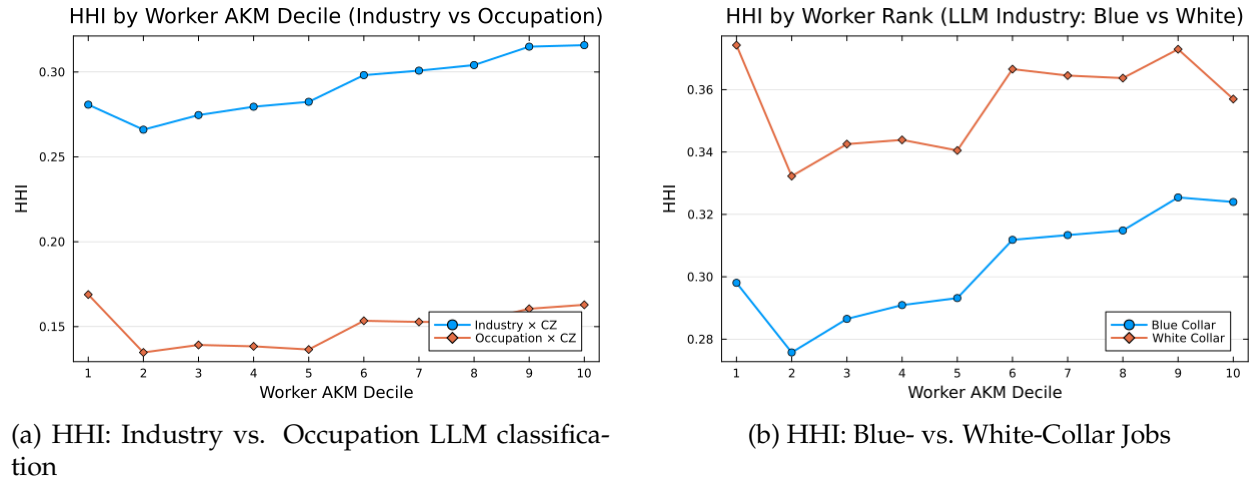 HHI by Worker AKM Decile (Industry vs Occupation)
HHI
0.30
0.25
0.20
0.15
1 2 3 4 5 6 7 8 9 10
Worker AKM Decile
Industry × CZ
Occupation × CZ
(a) HHI: Industry vs. Occupation LLM classifica-
tion
HHI by Worker Rank (LLM Industry: Blue vs White)
HHI
0.36
0.34
0.32
0.30
0.28
1 2 3 4 5 6 7 8 9 10
Worker AKM Decile
Blue Collar
White Collar
(b) HHI: Blue- vs. White-Collar Jobs